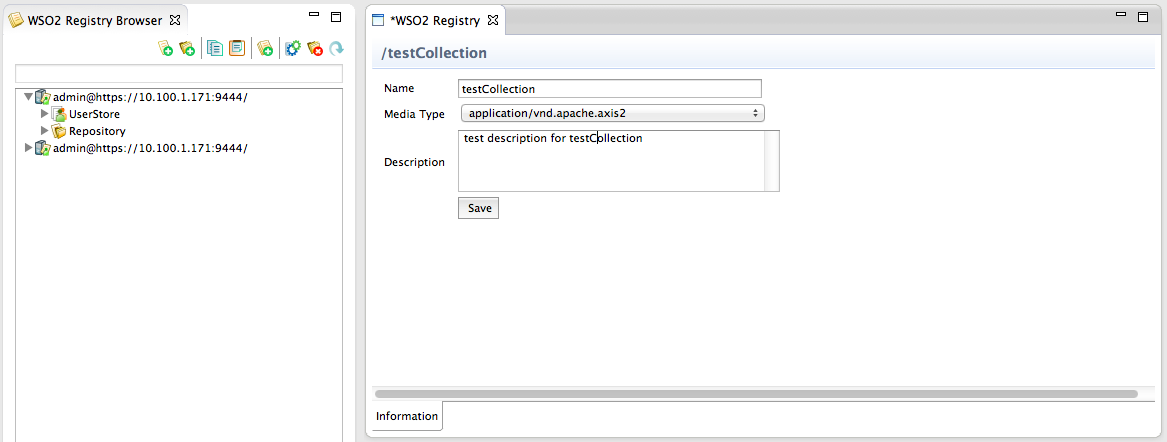 WSO2 Registry Browser
admin@https://10.100.1.171:9444/
UserStore
Repository
admin@https://10.100.1.171:9444/
*WSO2 Registry
/testCollection
Name testCollection
Media Type application/vnd.apache.axis2
Description test description for testCollection
Save
Information